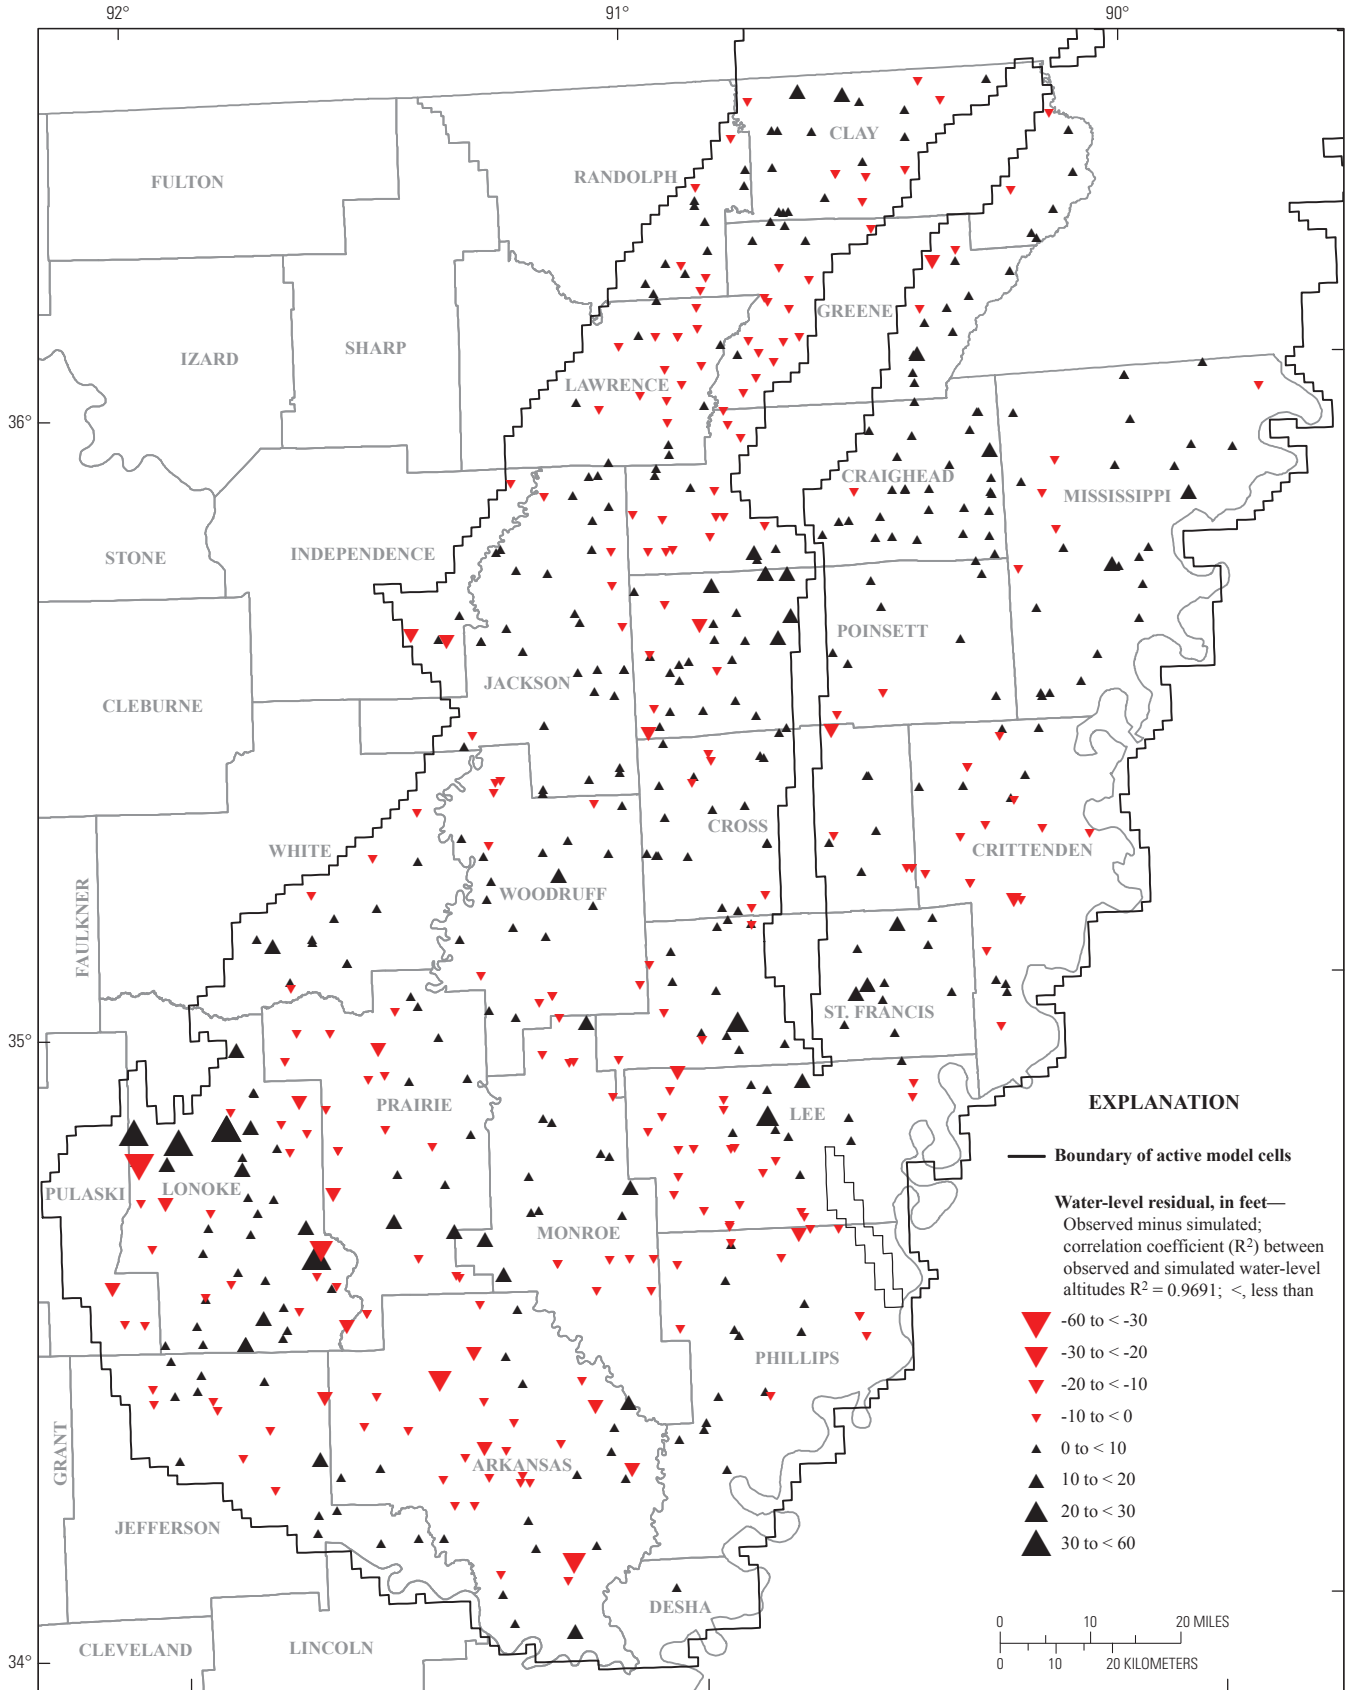 92°
91°
90°
CLAY
FULTON
RANDOLPH
GREENE
IZARD
SHARP
LAWRENCE
36°
CRAIGHEAD
MISSISSIPPI
STONE
INDEPENDENCE
POINSETT
JACKSON
CLEBURNE
CROSS
WHITE
CRITTENDEN
WOODRUFF
FAULKNER
ST. FRANCIS
35°
PRAIRIE
LEE
PULASKI
LONOKE
MONROE
PHILLIPS
GRANT
ARKANSAS
JEFFERSON
DESHA
CLEVELAND
LINCOLN
34°
EXPLANATION
Boundary of active model cells
Water-level residual, in feet—
Observed minus simulated;
correlation coefficient (R²) between
observed and simulated water-level
altitudes R² = 0.9691; <, less than
-60 to < -30
-30 to < -20
-20 to < -10
-10 to < 0
0 to < 10
10 to < 20
20 to < 30
30 to < 60
0 10 20 MILES
0 10 20 KILOMETERS